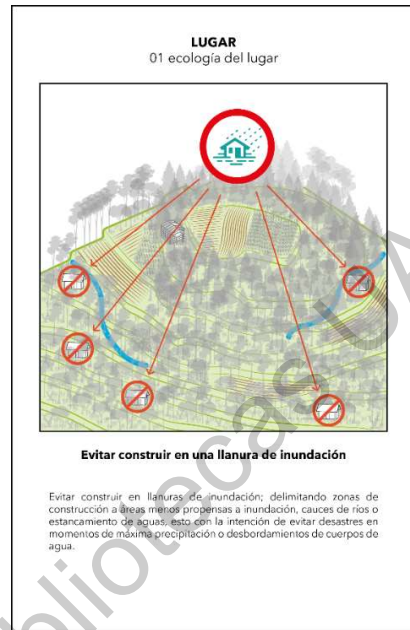 LUGAR
01 ecología del lugar
Evitar construir en una llanura de inundación
Evitar construir en llanuras de inundación; delimitando zonas de
construcción a áreas menos propensas a inundación, cauces de ríos o
estancamiento de aguas, esto con la intención de evitar desastres en
momentos de máxima precipitación o desbordamientos de cuerpos de
agua.